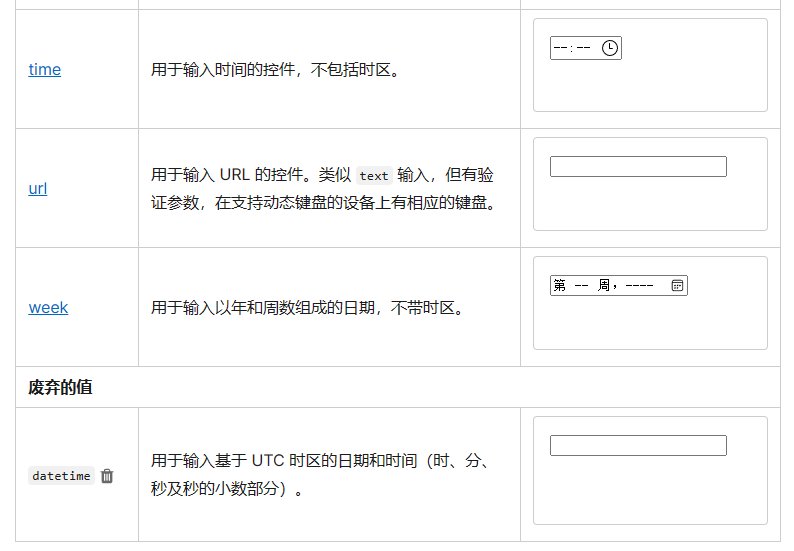 time
用于输入时间的控件，不包括时区。
--:--
url
用于输入 URL 的控件。类似 text 输入，但有验
证参数，在支持动态键盘的设备上有相应的键盘。
week
用于输入以年和周数组成的日期，不带时区。
第 -- 周，----
废弃的值
datetime
用于输入基于 UTC 时区的日期和时间（时、分、
秒及秒的小数部分）。